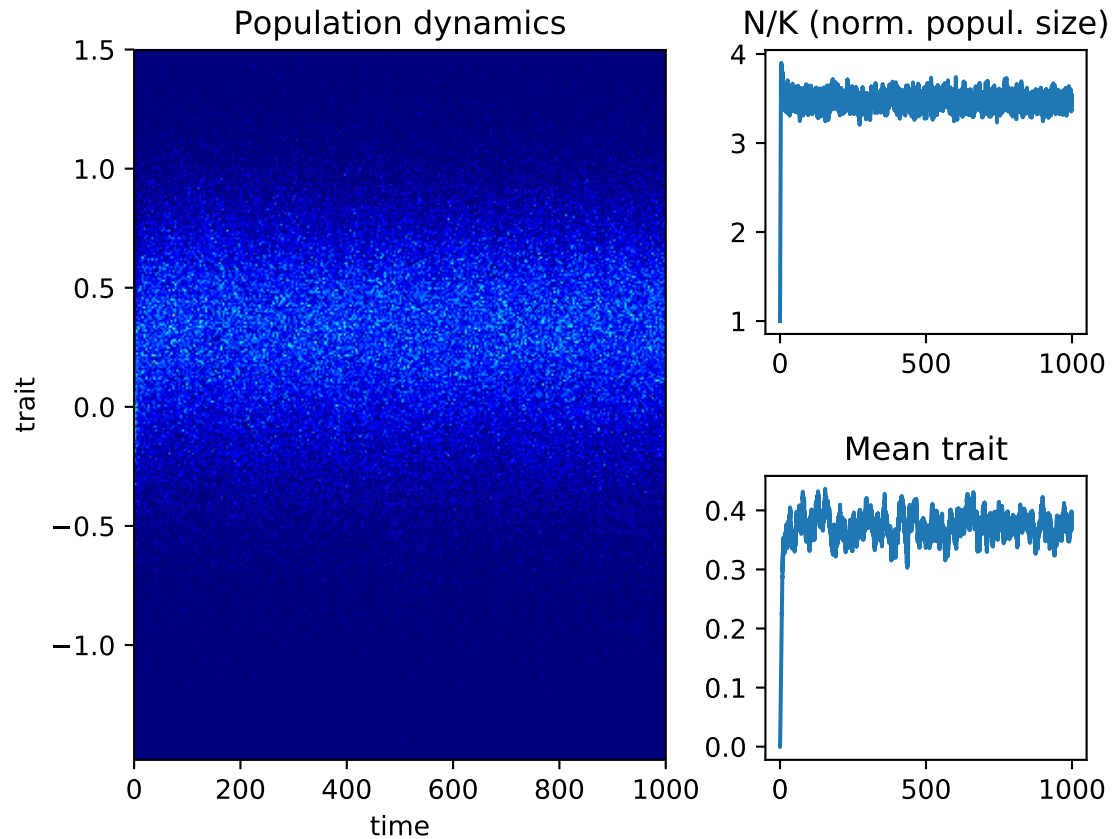 Population dynamics
1.5
1.0
0.5
0.0
−0.5
−1.0
trait
0 200 400 600 800 1000
time
N/K (norm. popul. size)
4
3
2
1
0 500 1000
Mean trait
0.4
0.3
0.2
0.1
0.0
0 500 1000